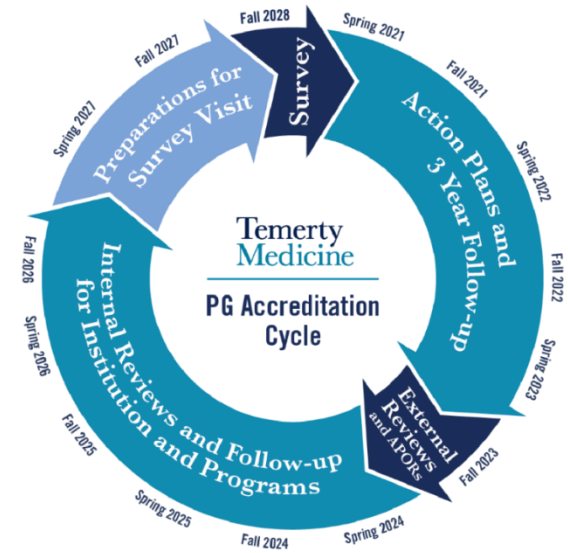 Fall 2028
Spring 2021
Fall 2021
Spring 2022
Fall 2022
Spring 2023
Fall 2023
Spring 2024
Fall 2024
Spring 2025
Fall 2025
Spring 2026
Fall 2026
Spring 2027
Fall 2027
Survey
Action Plans and
3 Year Follow-up
External
Reviews
and APORs
Internal Reviews and Follow-up
for Institution and Programs
Preparations for
Survey Visit
Temerty
Medicine
PG Accreditation
Cycle